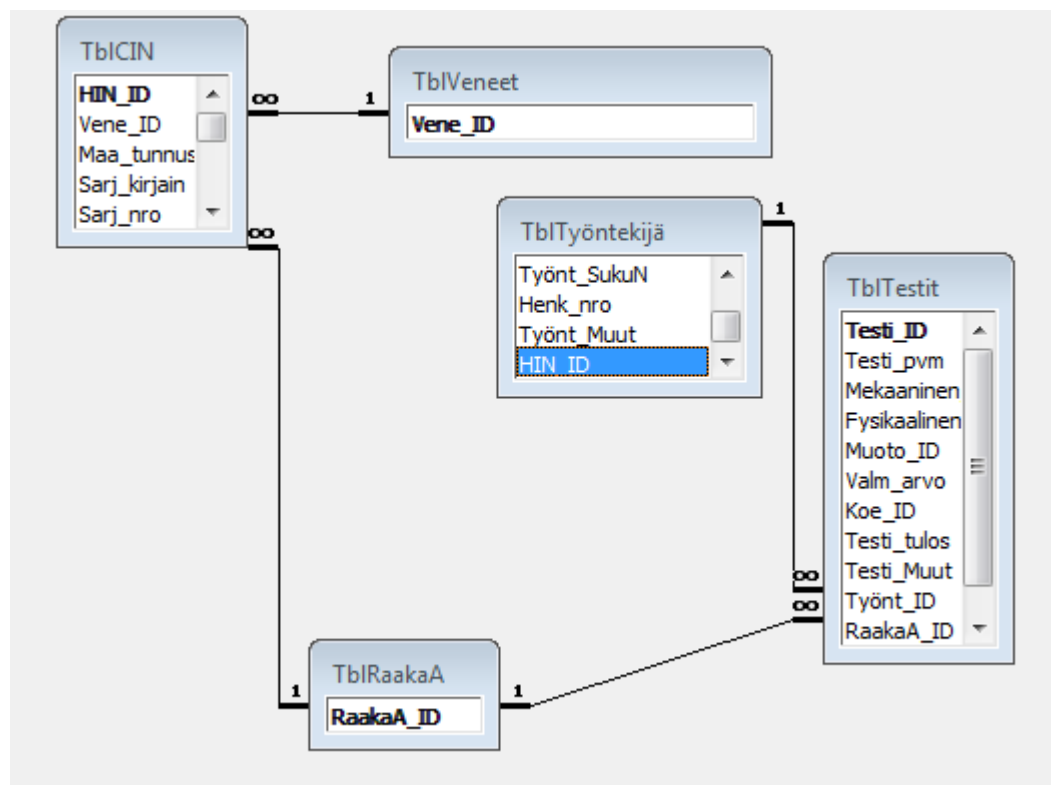 TblCIN
HIN_ID
Vene_ID
Maa_tunnus
Sarj_kirjain
Sarj_nro
∞
1
TblVeneet
Vene_ID
∞
TblTyöntekijä
Työnt_SukuN
Henk_nro
Työnt_Muut
HIN_ID
1
TblTestit
Testi_ID
Testi_pvm
Mekaaninen
Fysikaalinen
Muoto_ID
Valm_arvo
Koe_ID
Testi_tulos
Testi_Muut
Työnt_ID
RaakaA_ID
∞
∞
1
TblRaakaA
RaakaA_ID
1